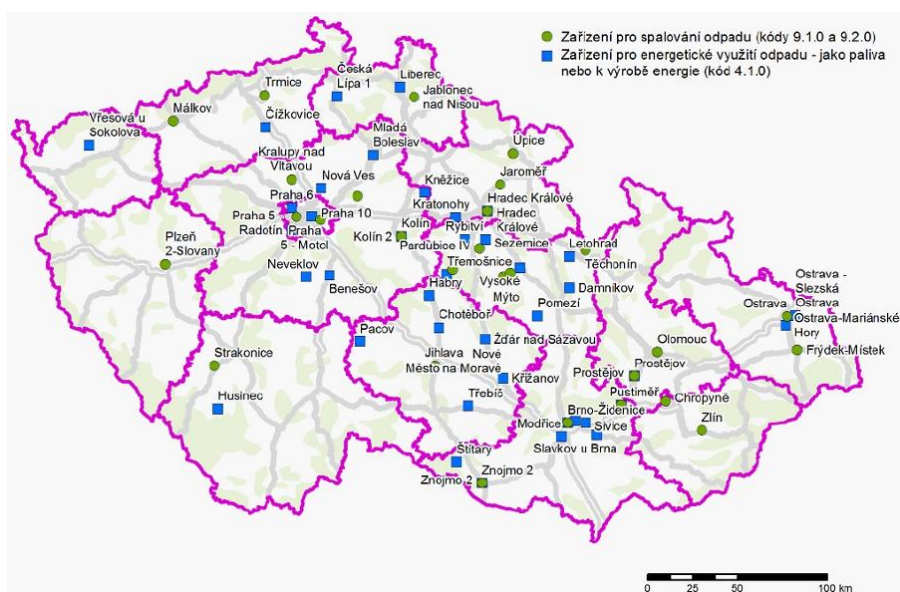 Zařízení pro spalování odpadu (kódy 9.1.0 a 9.2.0)
Zařízení pro energetické využití odpadu - jako paliva
nebo k výrobě energie (kód 4.1.0)
Česká
Lípa 1
Liberec
Trmice
Jablonec
nad Nisou
Málkov
Vřesová u
Sokolova
Čížkovice
Mladá
Boleslav
Úpice
Kralupy nad
Vltavou
Nová Ves
Kněžice
Jaroměř
Praha 6
Kratonohy
Hradec Králové
Praha 5
Praha 10
Kolín
Rybitví
Hradec
Králové
Radotín
Praha
5 - Motol
Kolín 2
Pardubice IV
Sezemice
Letohrad
Plzeň
2-Slovany
Třemošnice
Těchonín
Neveklov
Benešov
Habry
Vysoké
Mýto
Damníkov
Ostrava -
Slezská
Ostrava
Ostrava
Pomezí
Ostrava-Mariánské
Hory
Pacov
Chotěboř
Žďár nad Sázavou
Olomouc
Frýdek-Místek
Strakonice
Jihlava
Nové
Město na Moravě
Prostějov
Prostějov
Křižanov
Husinec
Třebíč
Pustiměř
Chropyně
Brno-Židenice
Zlín
Modřice
Sivice
Slavkov u Brna
Štítary
Znojmo 2
Znojmo 2
0 25 50 100 km